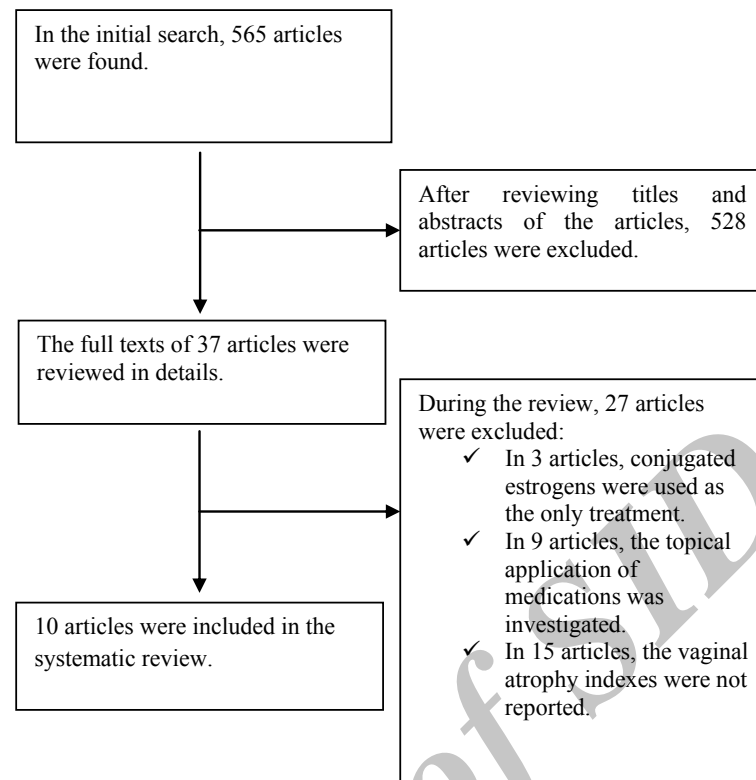 In the initial search, 565 articles
were found.
After reviewing titles and
abstracts of the articles, 528
articles were excluded.
The full texts of 37 articles were
reviewed in details.
During the review, 27 articles
were excluded:
✓ In 3 articles, conjugated
estrogens were used as
the only treatment.
✓ In 9 articles, the topical
application of
medications was
investigated.
✓ In 15 articles, the vaginal
atrophy indexes were not
reported.
10 articles were included in the
systematic review.
of SID